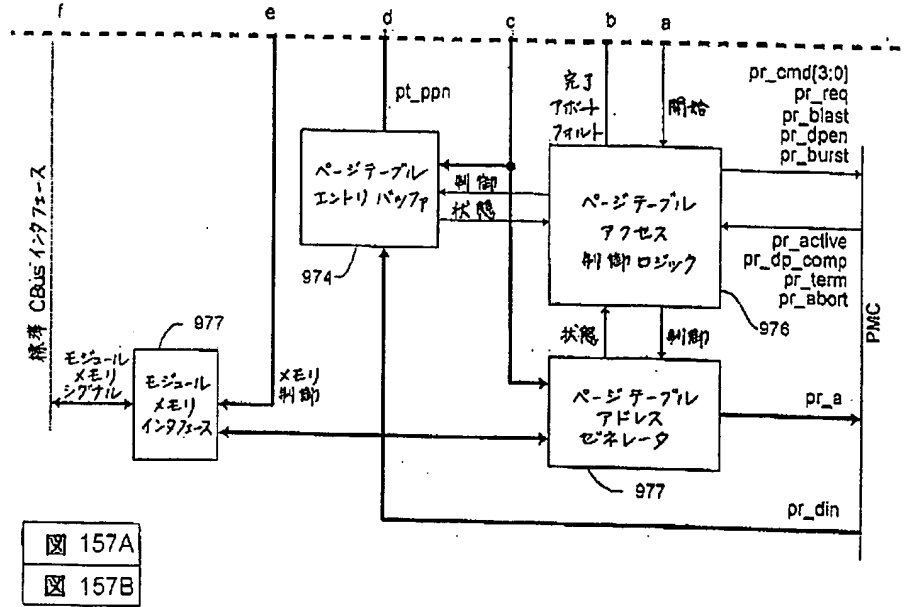 f
e
d
c
b
a
pt_ppn
完了
アボート
フォルト
開始
pr_cmd[3:0]
pr_req
pr_blast
pr_dpen
pr_burst
ページテーブル
エントリ バッファ
制御
状態
ページテーブル
アクセス
制御ロジック
974
pr_active
pr_dp_comp
pr_term
pr_abort
976
PMC
標準 CBusインタフェース
977
モジュール
メモリ
シグナル
モジュール
メモリ
インタフェース
メモリ
制御
状態
制御
ページテーブル
アドレス
ゼネレータ
pr_a
977
pr_din
図 157A
図 157B